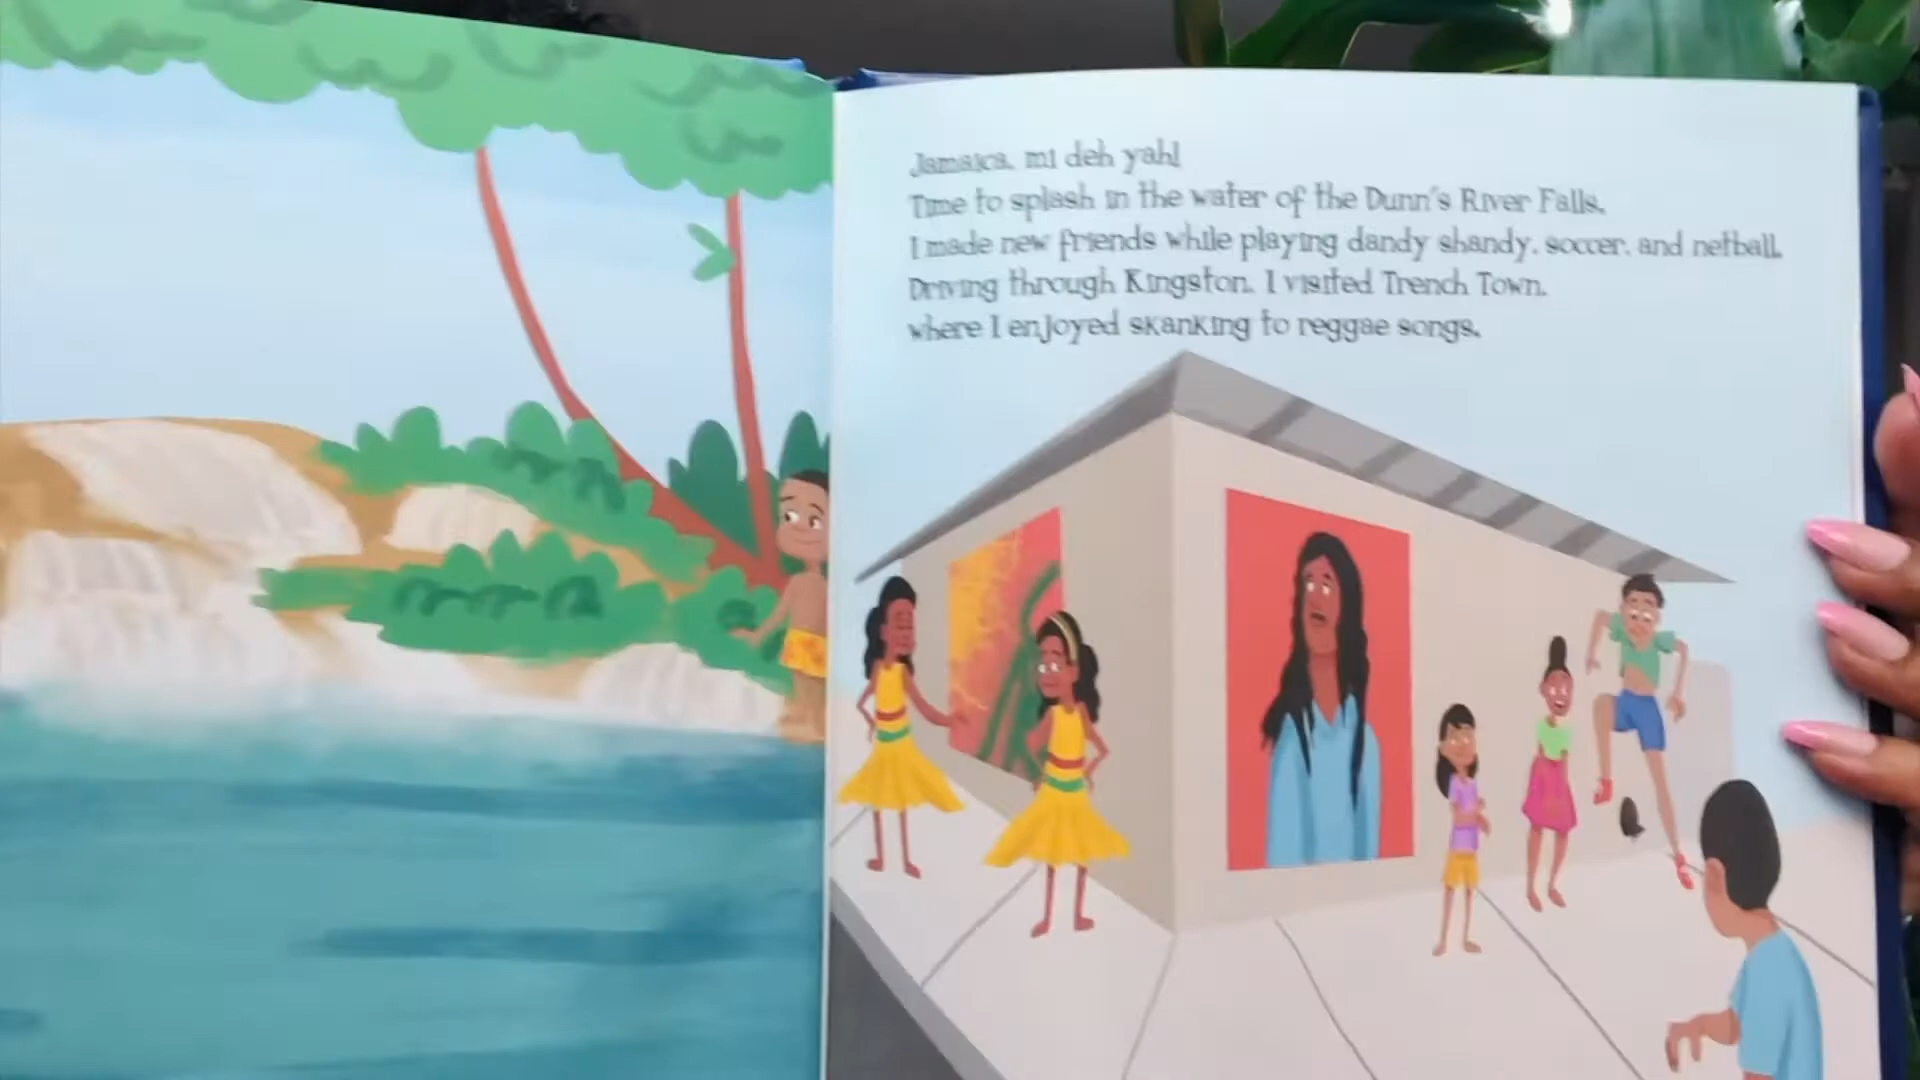 Jamaica, mi deh yah!
Time to splash in the water of the Dunn's River Falls.
I made new friends while playing dandy shandy, soccer, and netball.
Driving through Kingston, I visited Trench Town,
where I enjoyed skanking to reggae songs.